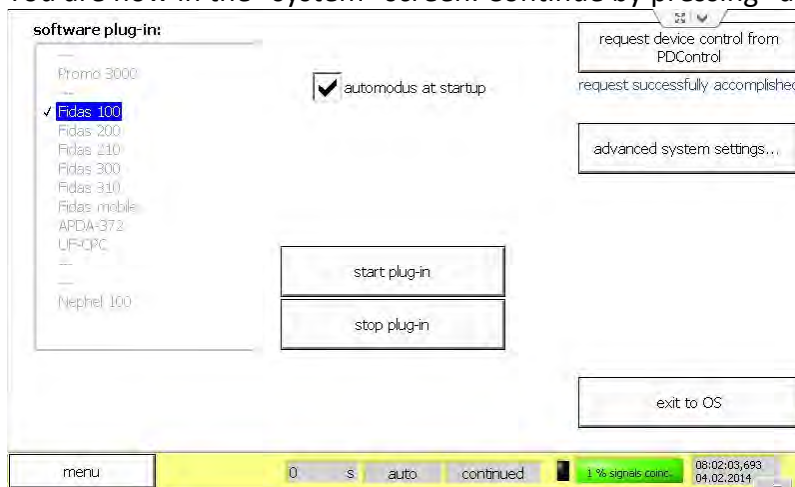 software plug-in:
---
Promo 3000
---
✓ Fidas 100
Fidas 200
Fidas 210
Fidas 300
Fidas 310
Fidas mobile
APDA-372
UF-CPC
---
---
Nephel 100
automodus at startup
start plug-in
stop plug-in
request device control from
PDControl
request successfully accomplished
advanced system settings...
exit to OS
menu
0 s auto continued
1 % signals coinc.
08:02:03,693
04.02.2014